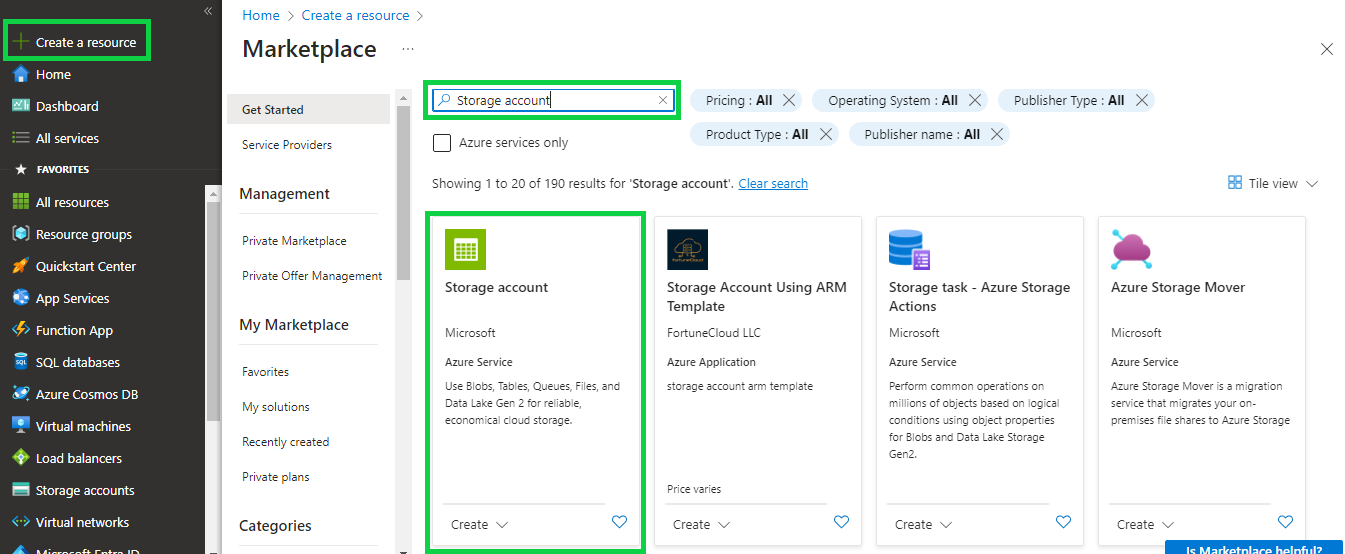 «
Create a resource
Home
Dashboard
All services
FAVORITES
All resources
Resource groups
Quickstart Center
App Services
Function App
SQL databases
Azure Cosmos DB
Virtual machines
Load balancers
Storage accounts
Virtual networks
Microsoft Entra ID
Home > Create a resource >
Marketplace ...
Get Started
Service Providers
Management
Private Marketplace
Private Offer Management
My Marketplace
Favorites
My solutions
Recently created
Private plans
Categories
Storage account
Pricing : All
Operating System : All
Publisher Type : All
Product Type : All
Publisher name : All
Azure services only
Showing 1 to 20 of 190 results for 'Storage account'. Clear search
Tile view
Storage account
Microsoft
Azure Service
Use Blobs, Tables, Queues, Files, and
Data Lake Gen 2 for reliable,
economical cloud storage.
Create
FortuneCloud
Storage Account Using ARM
Template
FortuneCloud LLC
Azure Application
storage account arm template
Price varies
Create
Storage task - Azure Storage
Actions
Microsoft
Azure Service
Perform common operations on
millions of objects based on logical
conditions using object properties
for Blobs and Data Lake Storage
Gen2.
Create
Azure Storage Mover
Microsoft
Azure Service
Azure Storage Mover is a migration
service that migrates your on-
premises file shares to Azure Storage
Create
Is Marketplace helpful?